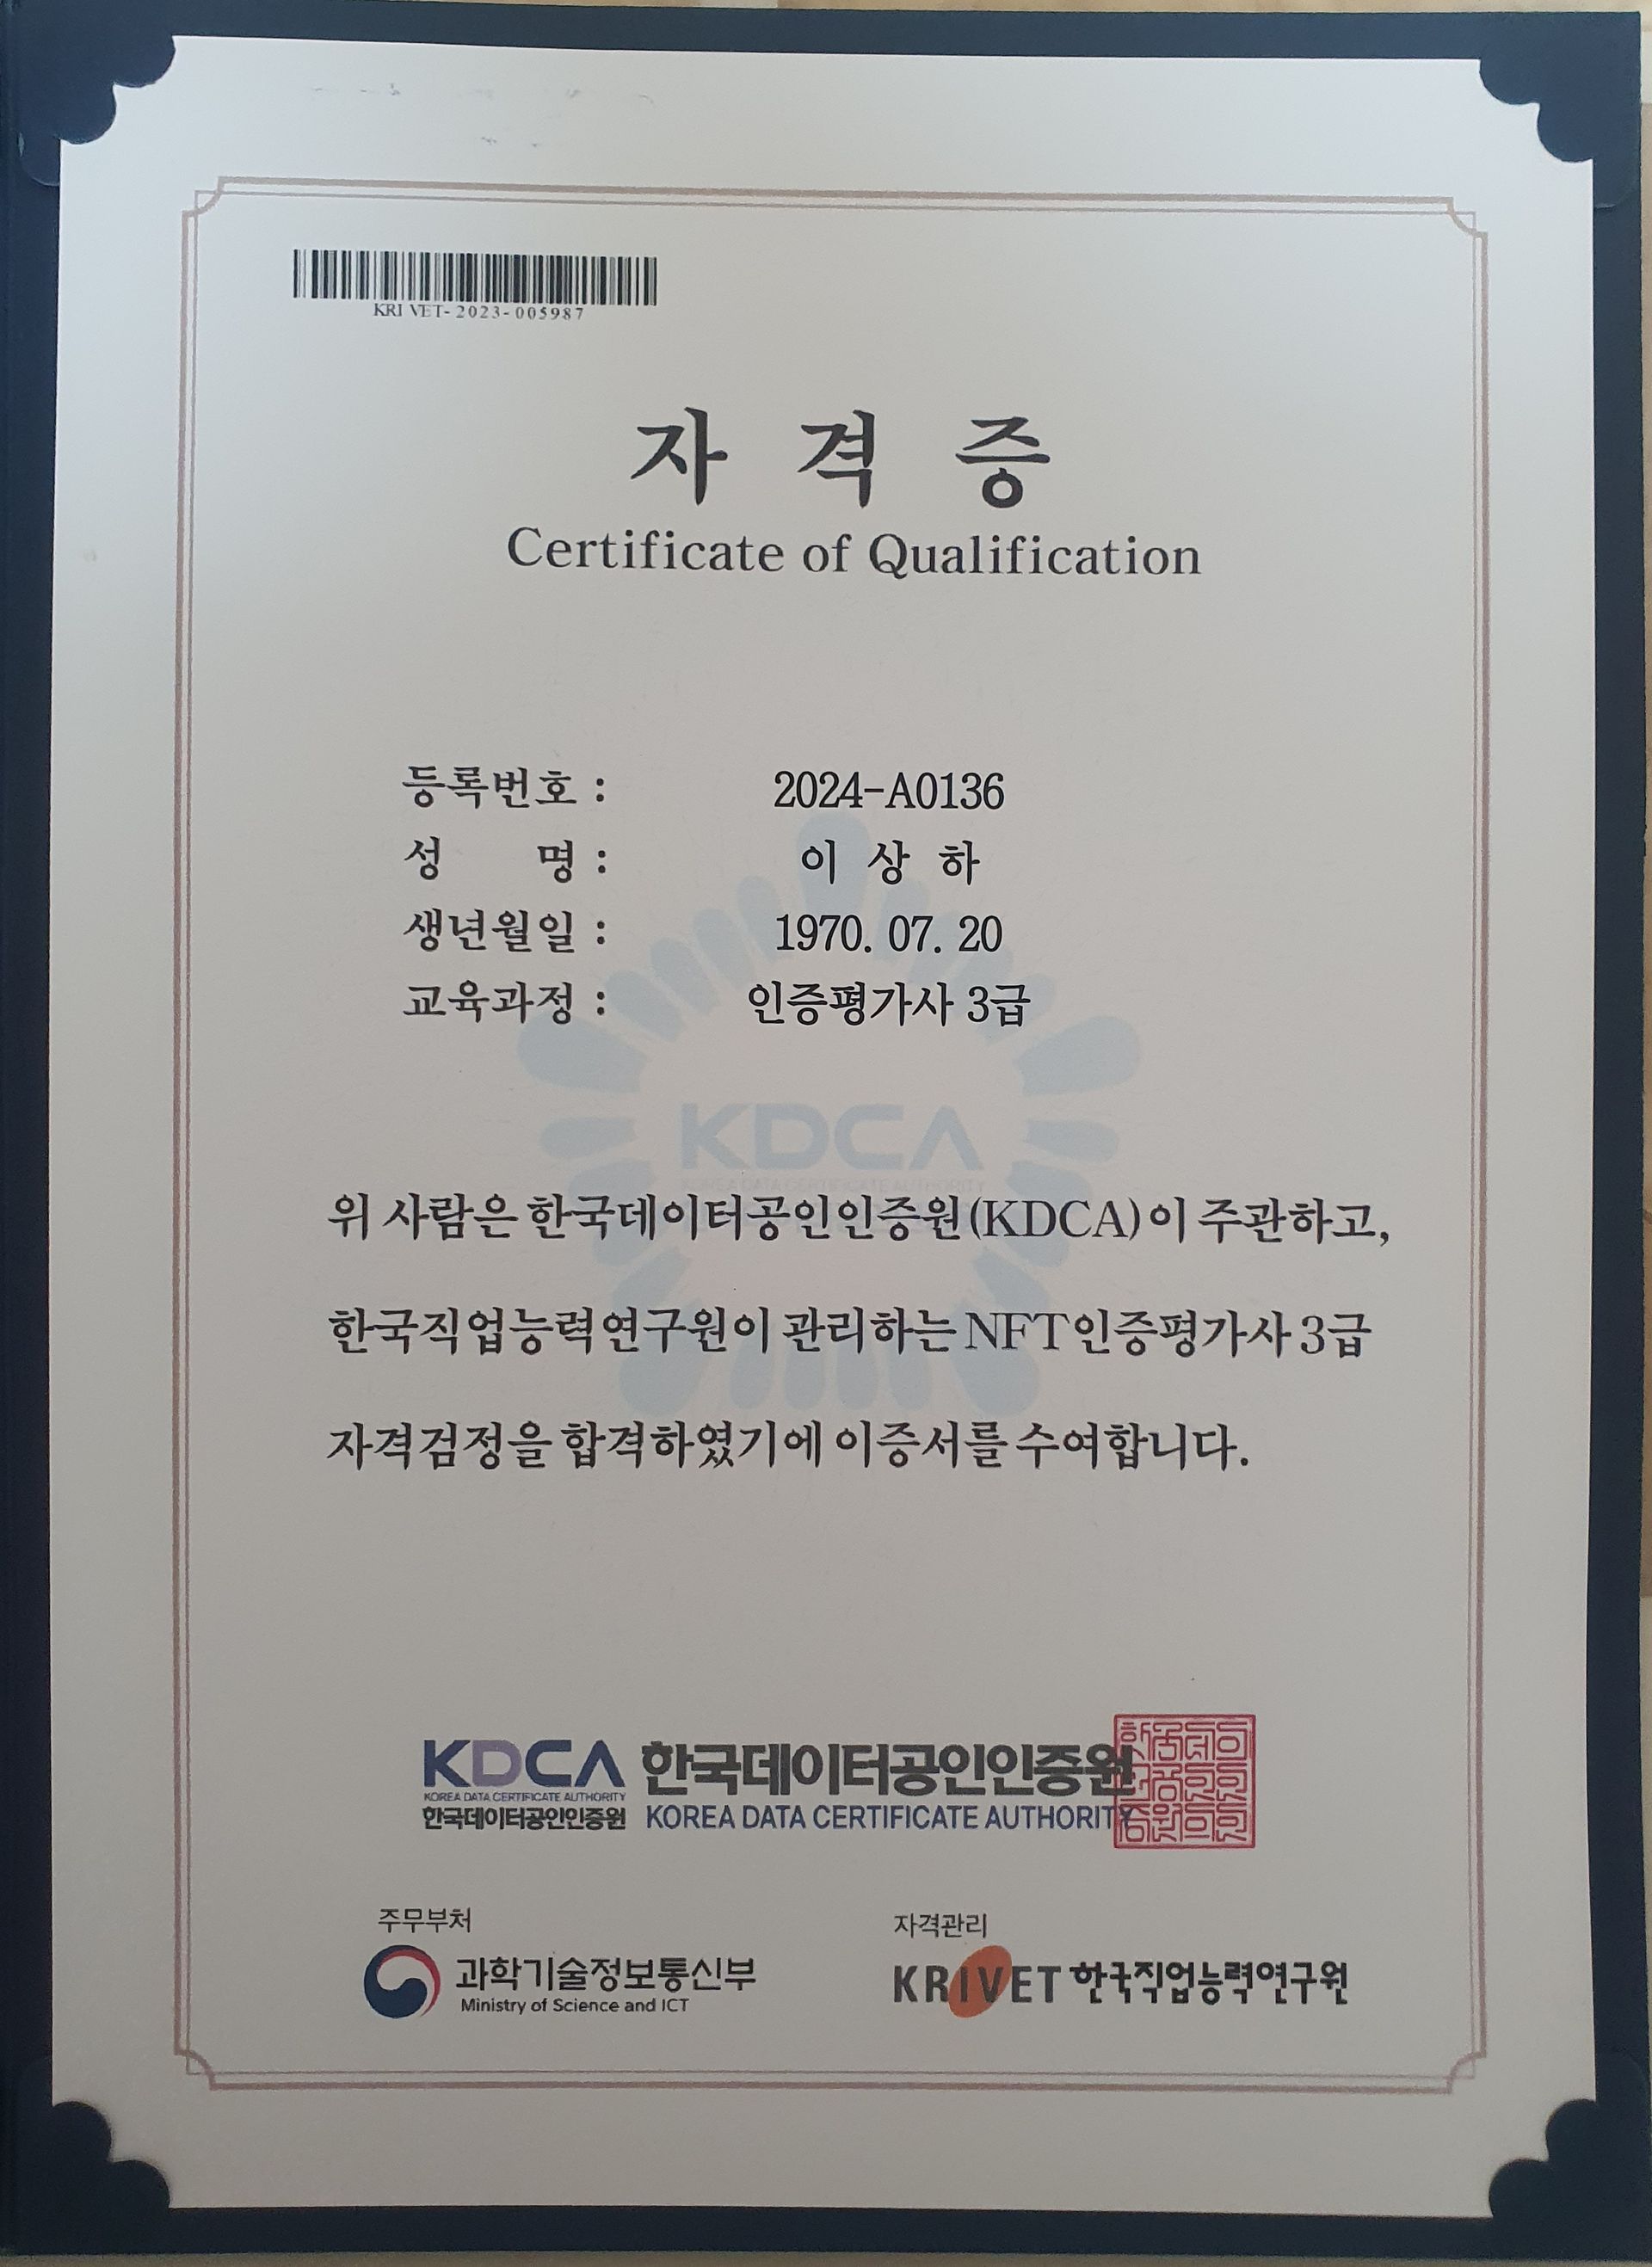 KRIVET-2023-005987
자 격 증
Certificate of Qualification
등록번호 : 2024-A0136
성 명 : 이 상 하
생년월일 : 1970. 07. 20
교육과정 : 인증평가사 3급
KDCA
KOREA DATA CERTIFICATE AUTHORITY
위 사람은 한국데이터공인인증원(KDCA)이 주관하고,
한국직업능력연구원이 관리하는 NFT인증평가사 3급
자격검정을 합격하였기에 이증서를 수여합니다.
KDCA 한국데이터공인인증원
KOREA DATA CERTIFICATE AUTHORITY
한국데이터공인인증원 KOREA DATA CERTIFICATE AUTHORITY
주무부처
과학기술정보통신부
Ministry of Science and ICT
자격관리
KRIVET 한국직업능력연구원